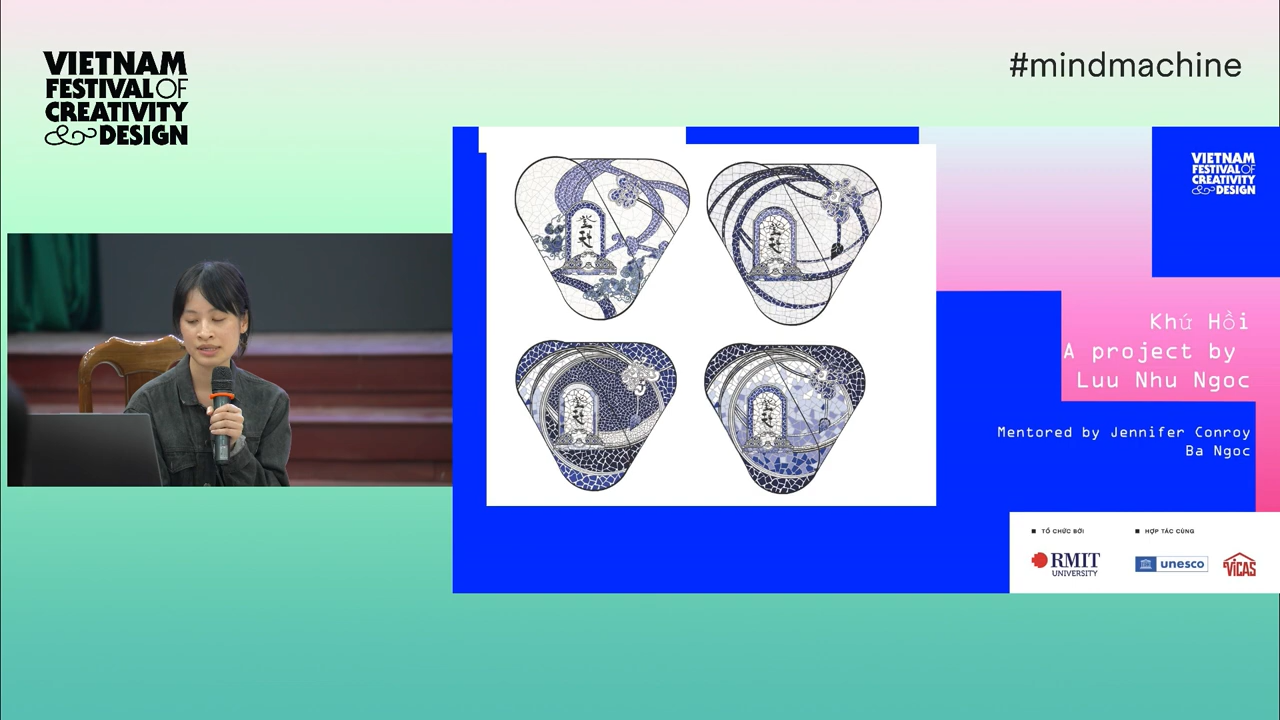 VIETNAM
FESTIVAL OF
CREATIVITY
& DESIGN
#mindmachine
VIETNAM
FESTIVAL OF
CREATIVITY
& DESIGN
Khứ Hồi
A project by
Luu Nhu Ngoc
Mentored by Jennifer Conroy
Ba Ngoc
TỔ CHỨC BỞI
HỢP TÁC CÙNG
RMIT
UNIVERSITY
unesco
VICAS